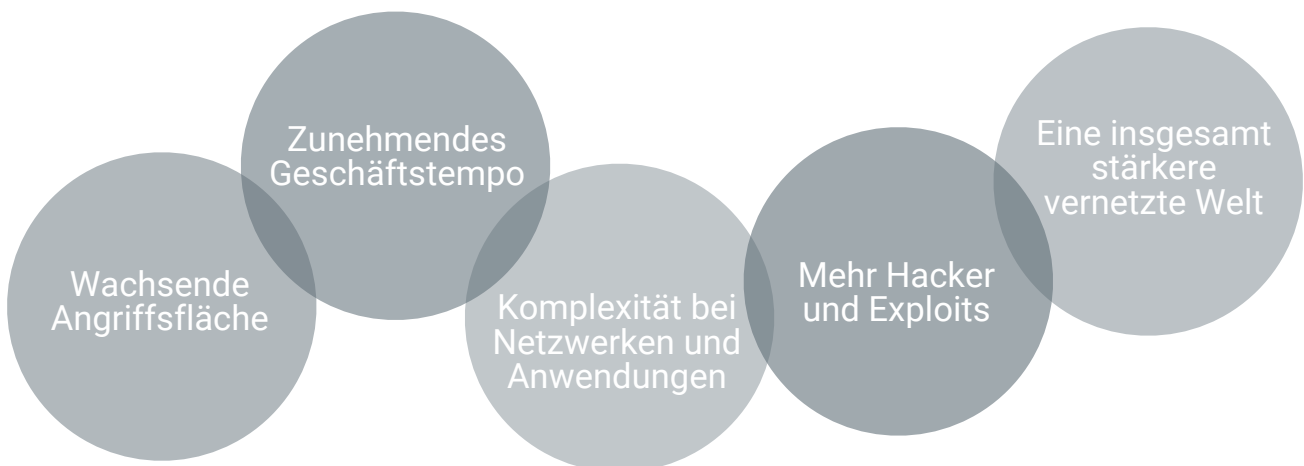 Wachsende
Angriffsfläche
Zunehmendes
Geschäftstempo
Komplexität bei
Netzwerken und
Anwendungen
Mehr Hacker
und Exploits
Eine insgesamt
stärkere
vernetzte Welt